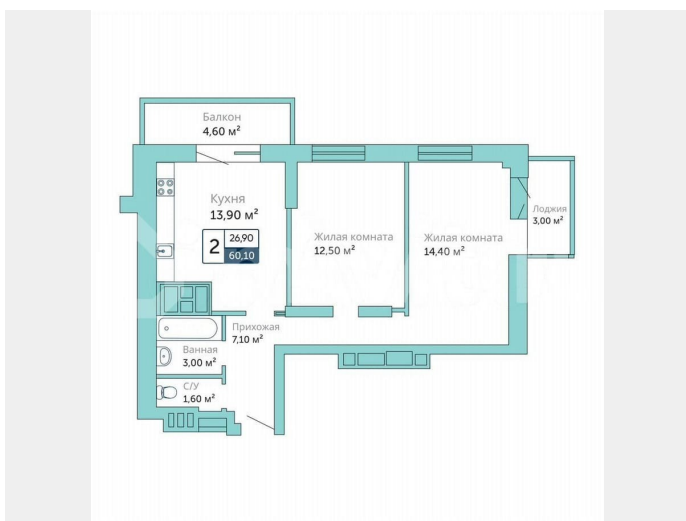 Балкон
4,60 м²
Кухня
13,90 м²
2
26,90
60,10
Жилая комната
12,50 м²
Жилая комната
14,40 м²
Лоджия
3,00 м²
Прихожая
7,10 м²
Ванная
3,00 м²
С/У
1,60 м²